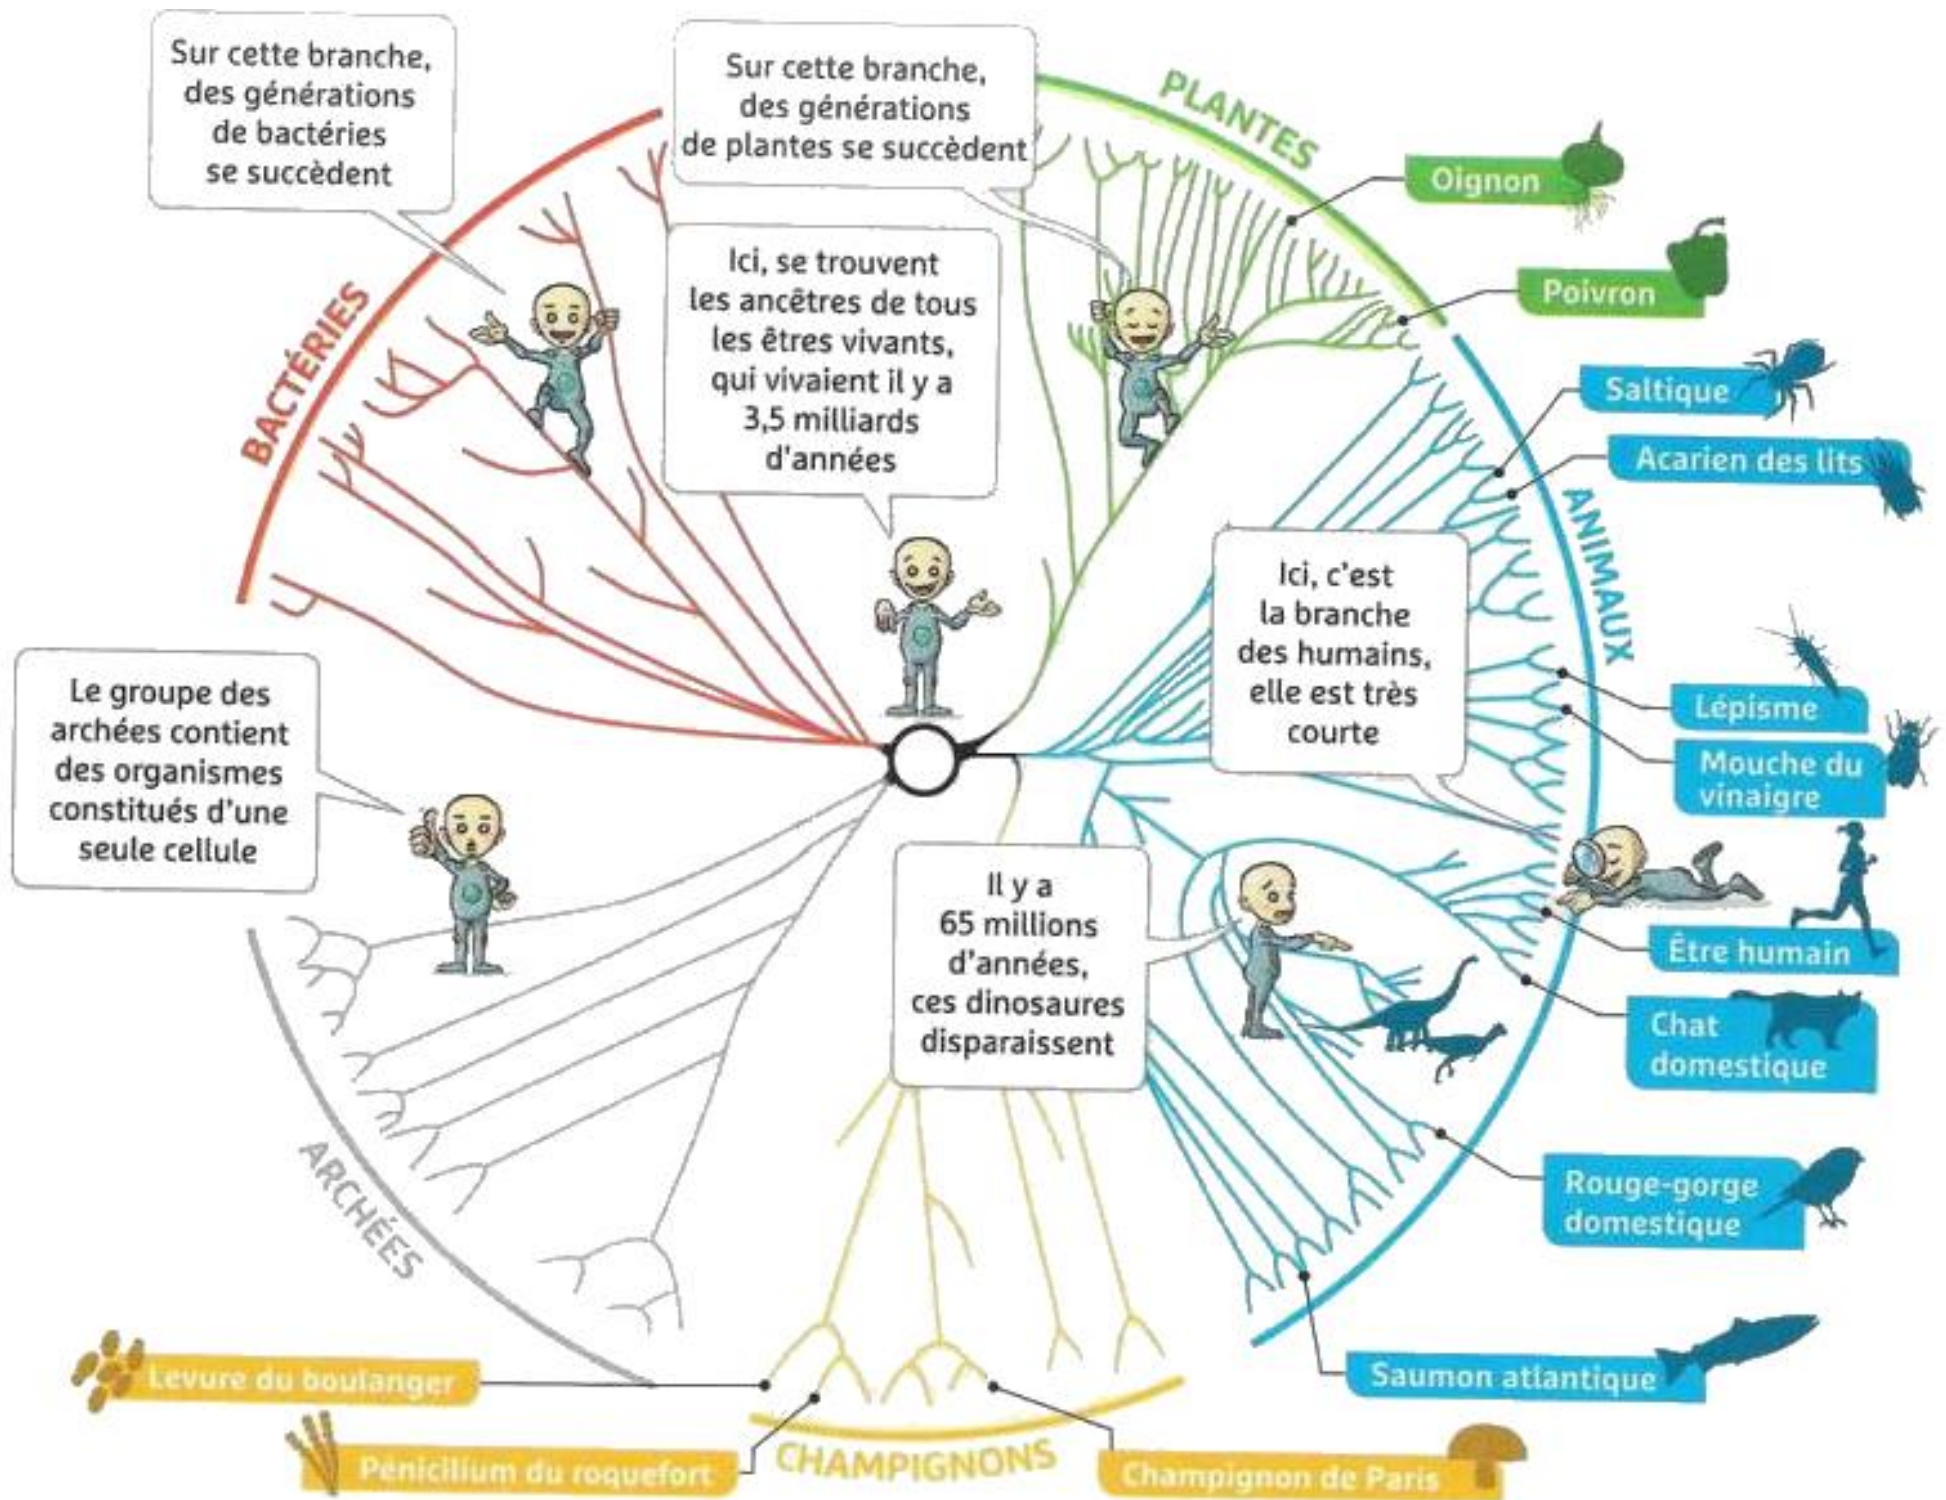 Sur cette branche,
des générations
de bactéries
se succèdent
Sur cette branche,
des générations
de plantes se succèdent
PLANTES
Oignon
Poivron
Ici, se trouvent
les ancêtres de tous
les êtres vivants,
qui vivaient il y a
3,5 milliards
d'années
BACTÉRIES
Saltique
Acarien des lits
ANIMAUX
Ici, c'est
la branche
des humains,
elle est très
courte
Lépisme
Mouche du
vinaigre
Le groupe des
archées contient
des organismes
constitués d'une
seule cellule
Il y a
65 millions
d'années,
ces dinosaures
disparaissent
Être humain
Chat
domestique
Rouge-gorge
domestique
ARCHÉES
Saumon atlantique
Levure du boulanger
Pénicilium du roquefort
CHAMPIGNONS
Champignon de Paris